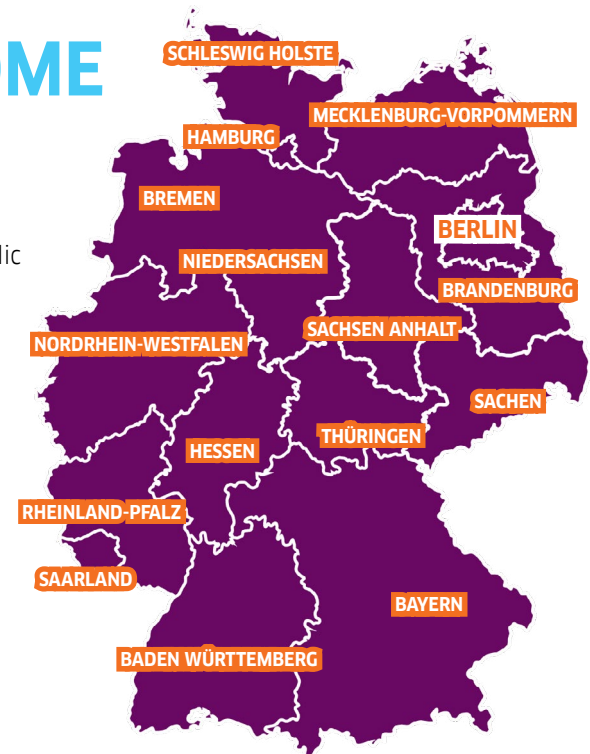 OME
lic
SCHLESWIG HOLSTE
MECKLENBURG-VORPOMMERN
HAMBURG
BREMEN
BERLIN
NIEDERSACHSEN
BRANDENBURG
SACHSEN ANHALT
NORDRHEIN-WESTFALEN
SACHEN
THÜRINGEN
HESSEN
RHEINLAND-PFALZ
SAARLAND
BAYERN
BADEN WÜRTTEMBERG